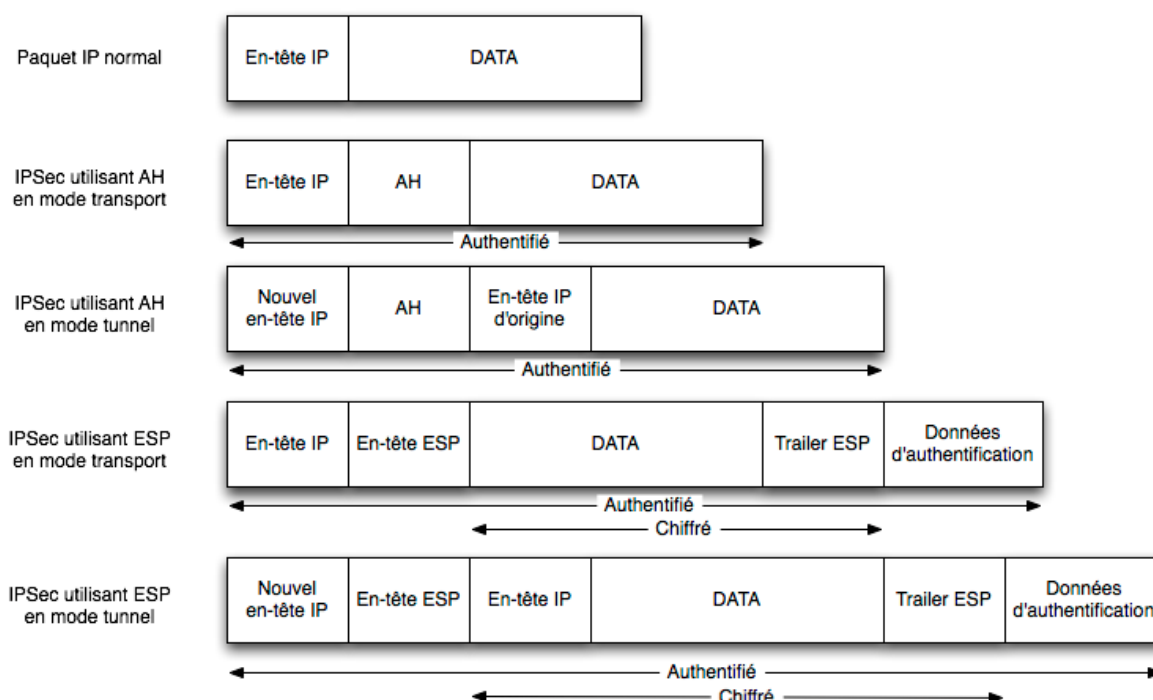 Paquet IP normal
En-tête IP
DATA
IPSec utilisant AH
en mode transport
En-tête IP
AH
DATA
Authentifié
IPSec utilisant AH
en mode tunnel
Nouvel
en-tête IP
AH
En-tête IP
d'origine
DATA
Authentifié
IPSec utilisant ESP
en mode transport
En-tête IP
En-tête ESP
DATA
Trailer ESP
Données
d'authentification
Authentifié
Chiffré
IPSec utilisant ESP
en mode tunnel
Nouvel
en-tête IP
En-tête ESP
En-tête IP
DATA
Trailer ESP
Données
d'authentification
Authentifié
Chiffré